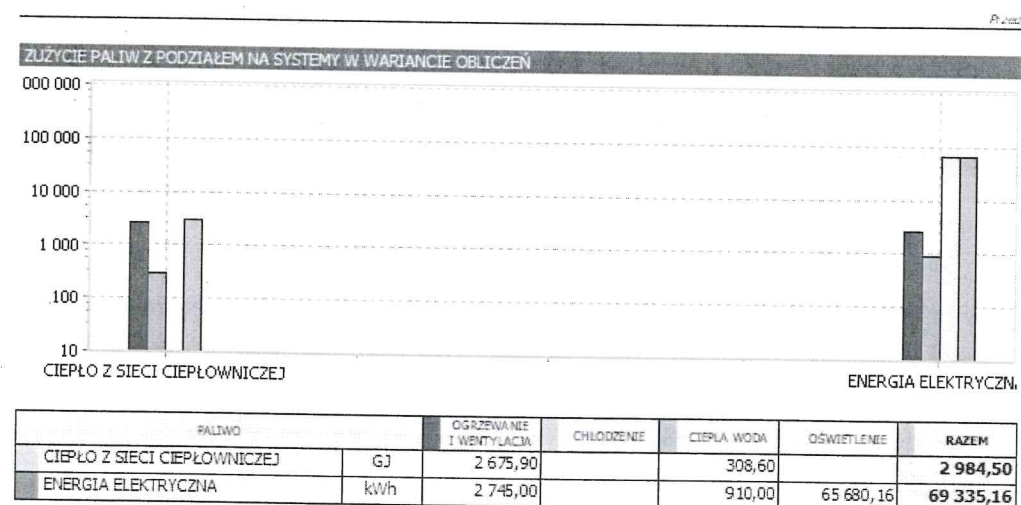 Przed
ZUŻYCIE PALIW Z PODZIAŁEM NA SYSTEMY W WARIANCIE OBLICZEŃ
000 000
100 000
10 000
1 000
100
10
CIEPŁO Z SIECI CIEPŁOWNICZEJ
ENERGIA ELEKTRYCZN
PALIWO OGRZEWANIE I WENTYLACJA CHŁODZENIE CIEPŁA WODA OŚWIETLENIE RAZEM
CIEPŁO Z SIECI CIEPŁOWNICZEJ GJ 2 675,90 308,60 2 984,50
ENERGIA ELEKTRYCZNA kWh 2 745,00 910,00 65 680,16 69 335,16